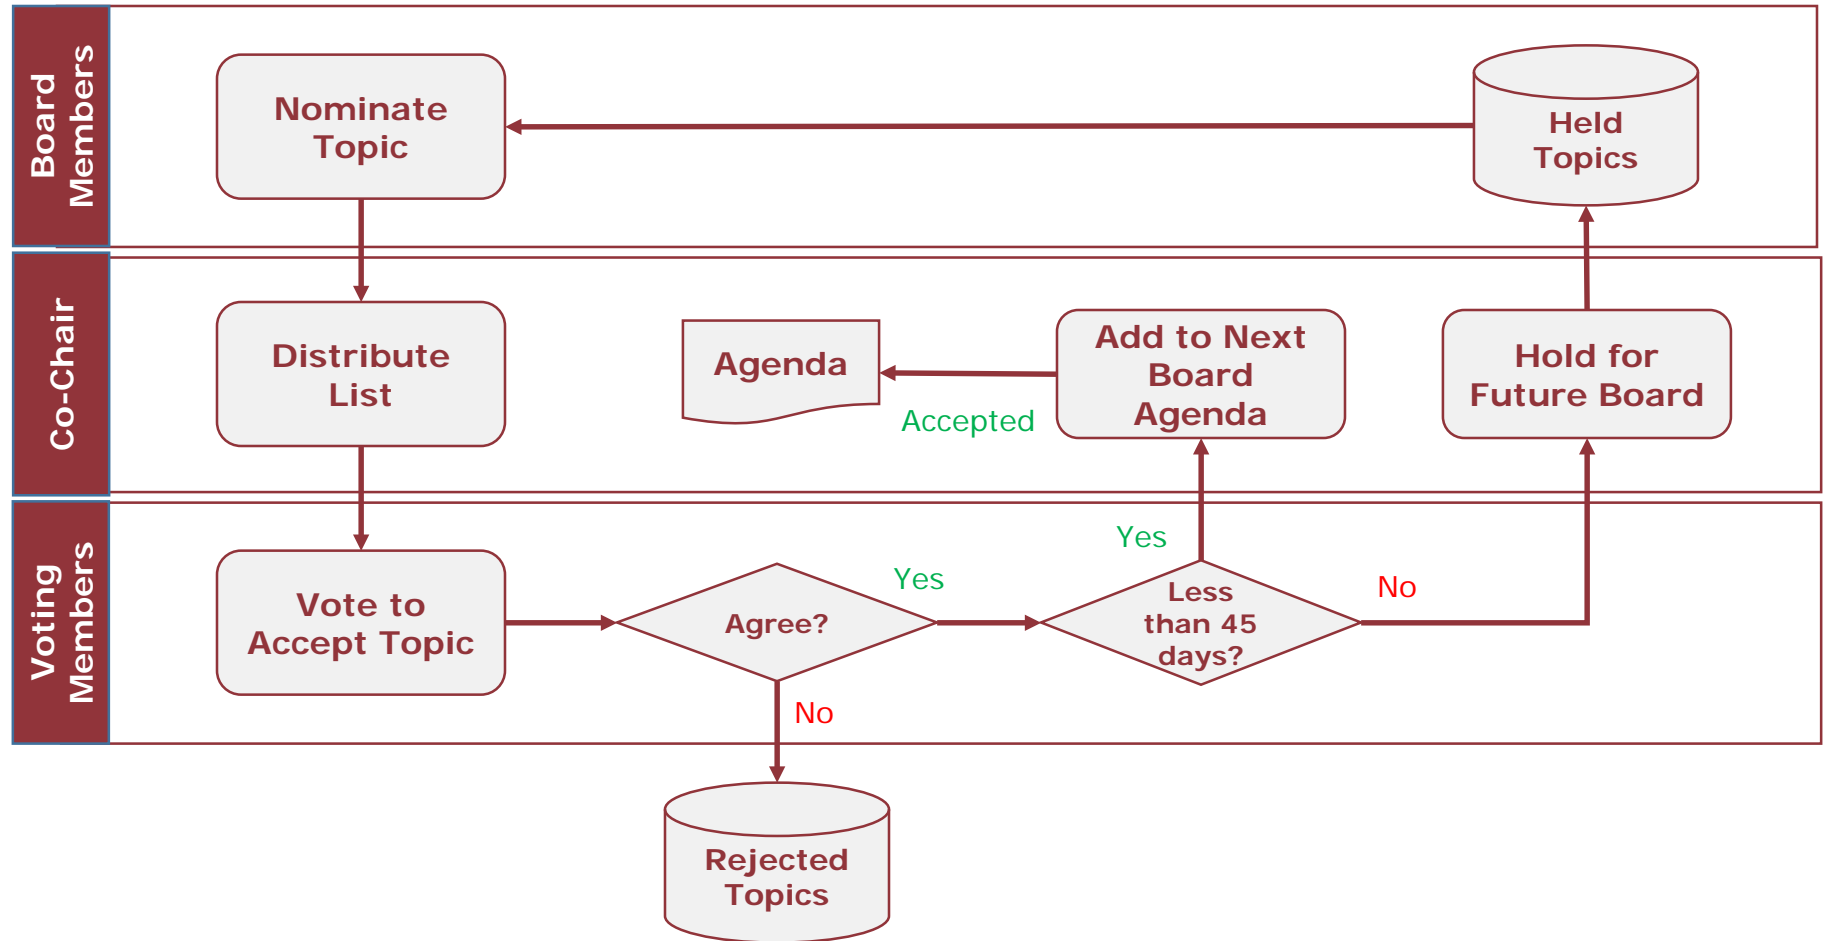 Board
Members
Nominate
Topic
Held
Topics
Co-Chair
Distribute
List
Agenda
Accepted
Add to Next
Board
Agenda
Hold for
Future Board
Voting
Members
Vote to
Accept Topic
Agree?
Yes
No
Less
than 45
days?
Yes
No
Rejected
Topics